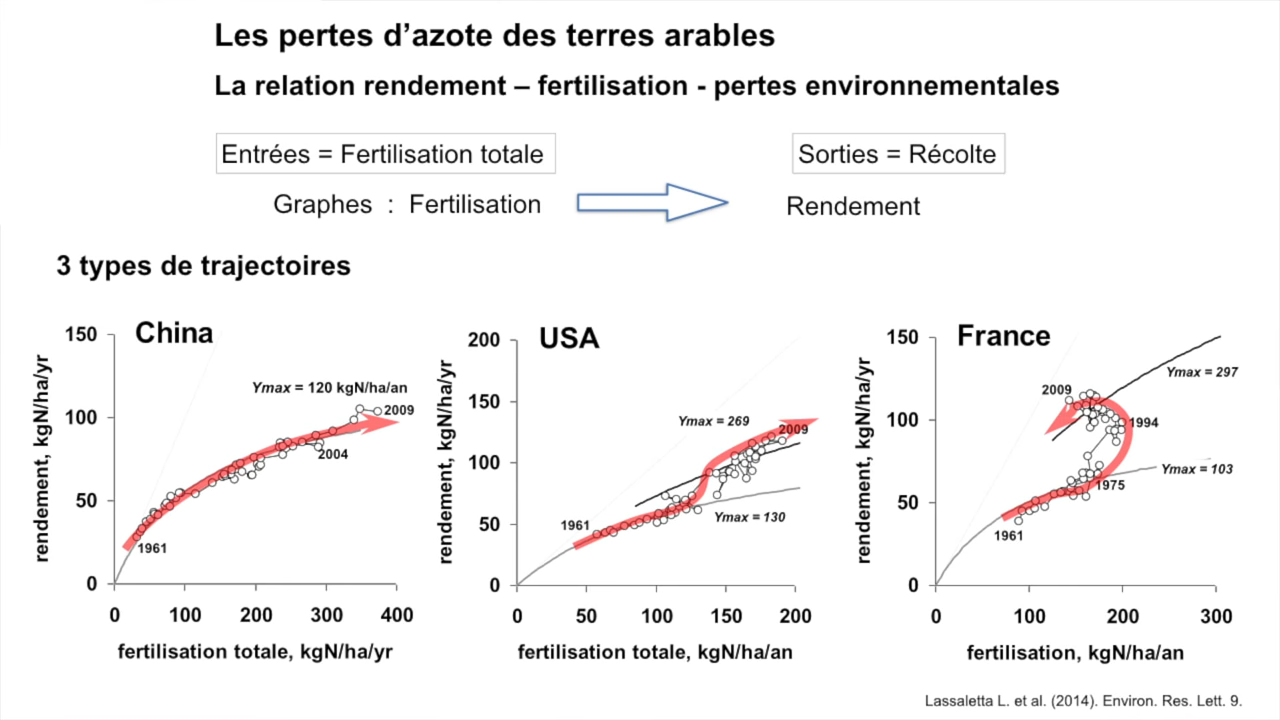 Les pertes d’azote des terres arables
La relation rendement – fertilisation - pertes environnementales
Entrées = Fertilisation totale
Sorties = Récolte
Graphes : Fertilisation
Rendement
3 types de trajectoires
China
150
100
50
0
0 100 200 300 400
rendement, kgN/ha/yr
fertilisation totale, kgN/ha/yr
Ymax = 120 kgN/ha/an
2009
2004
1961
USA
200
150
100
50
0
0 50 100 150 200
rendement, kgN/ha/yr
fertilisation totale, kgN/ha/an
Ymax = 269
2009
1961
Ymax = 130
France
150
100
50
0
0 100 200 300
rendement, kgN/ha/yr
fertilisation, kgN/ha/an
Ymax = 297
2009
1994
Ymax = 103
1975
1961
Lassaletta L. et al. (2014). Environ. Res. Lett. 9.